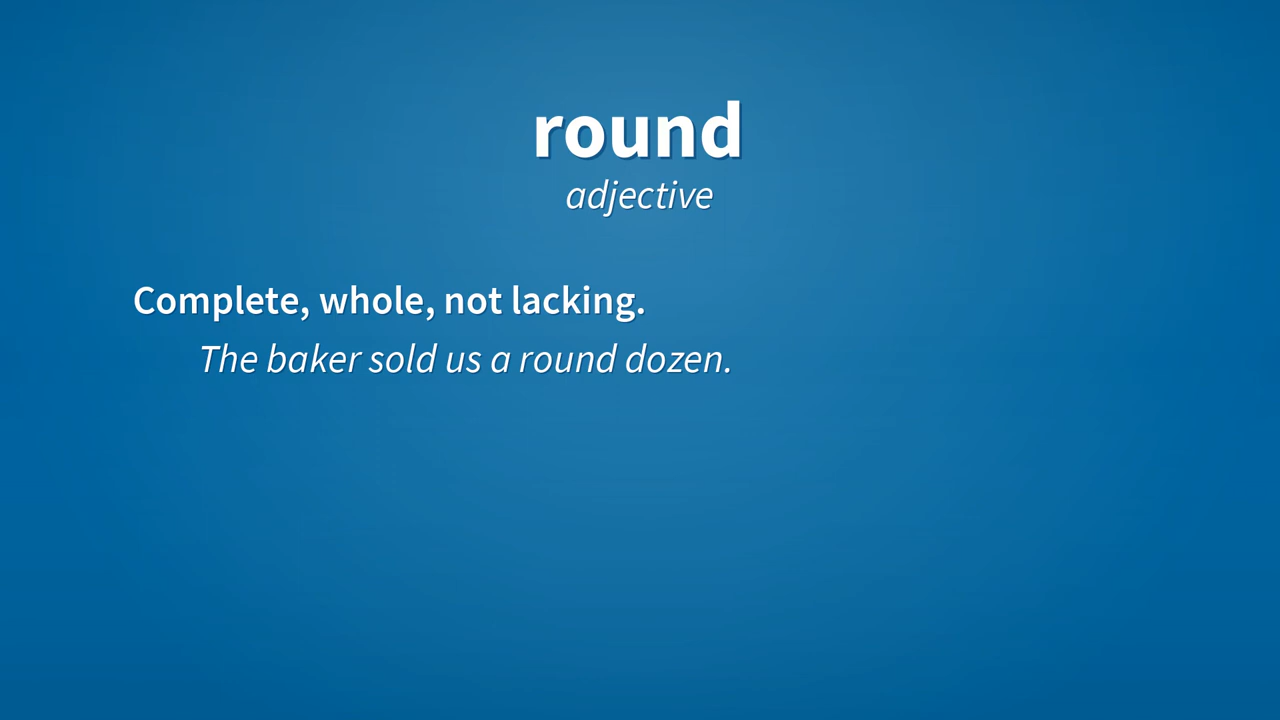 round
adjective
Complete, whole, not lacking.
The baker sold us a round dozen.